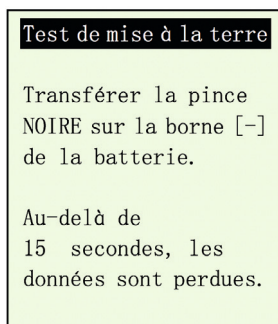 Test de mise à la terre
Transférer la pince
NOIRE sur la borne [-]
de la batterie.
Au-delà de
15 secondes, les
données sont perdues.